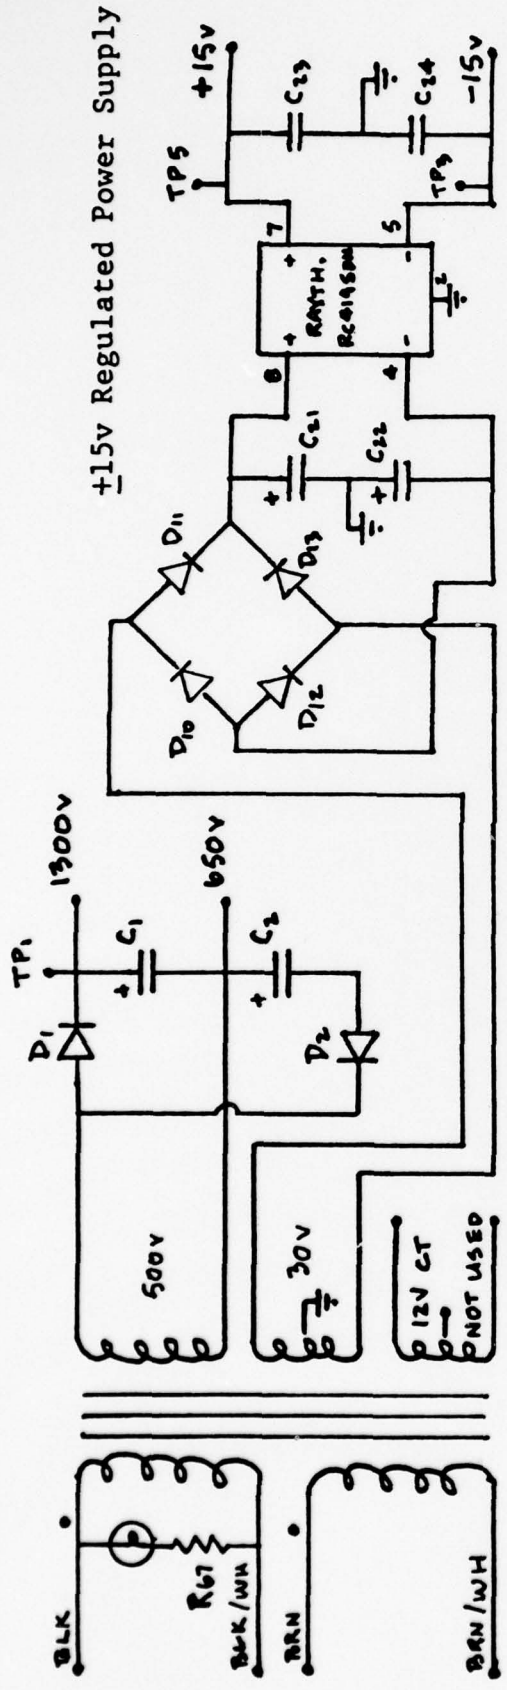 ±15v Regulated Power Supply
BLK
R67
BLK/WH
BRN
BRN/WH
500V
30V
12V CT
NOT USED
D1
TP1
1300V
C1
650V
C2
D2
D10
D11
D12
D13
C21
C22
8
7
+
+
RAYTH.
RC4195DN
-
-
4
5
2
TP5
+15V
C23
C24
TP3
-15V
+
+
+
+